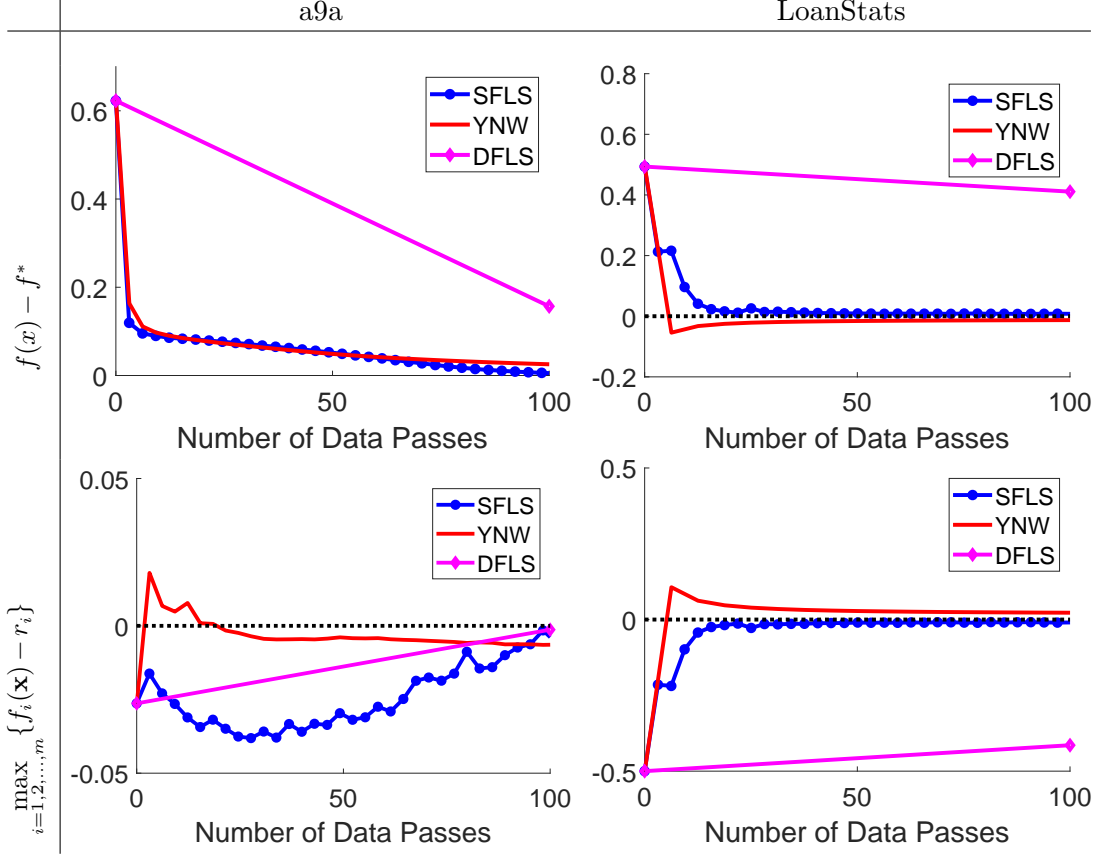 a9a
LoanStats
f(x) − f*
0.6
0.4
0.2
0
0
50
100
Number of Data Passes
SFLS
YNW
DFLS
0.8
0.6
0.4
0.2
0
-0.2
0
50
100
Number of Data Passes
SFLS
YNW
DFLS
max i=1,2,...,m {f_i(𝐱) − r_i}
0.05
0
-0.05
0
50
100
Number of Data Passes
SFLS
YNW
DFLS
0.5
0
-0.5
0
50
100
Number of Data Passes
SFLS
YNW
DFLS